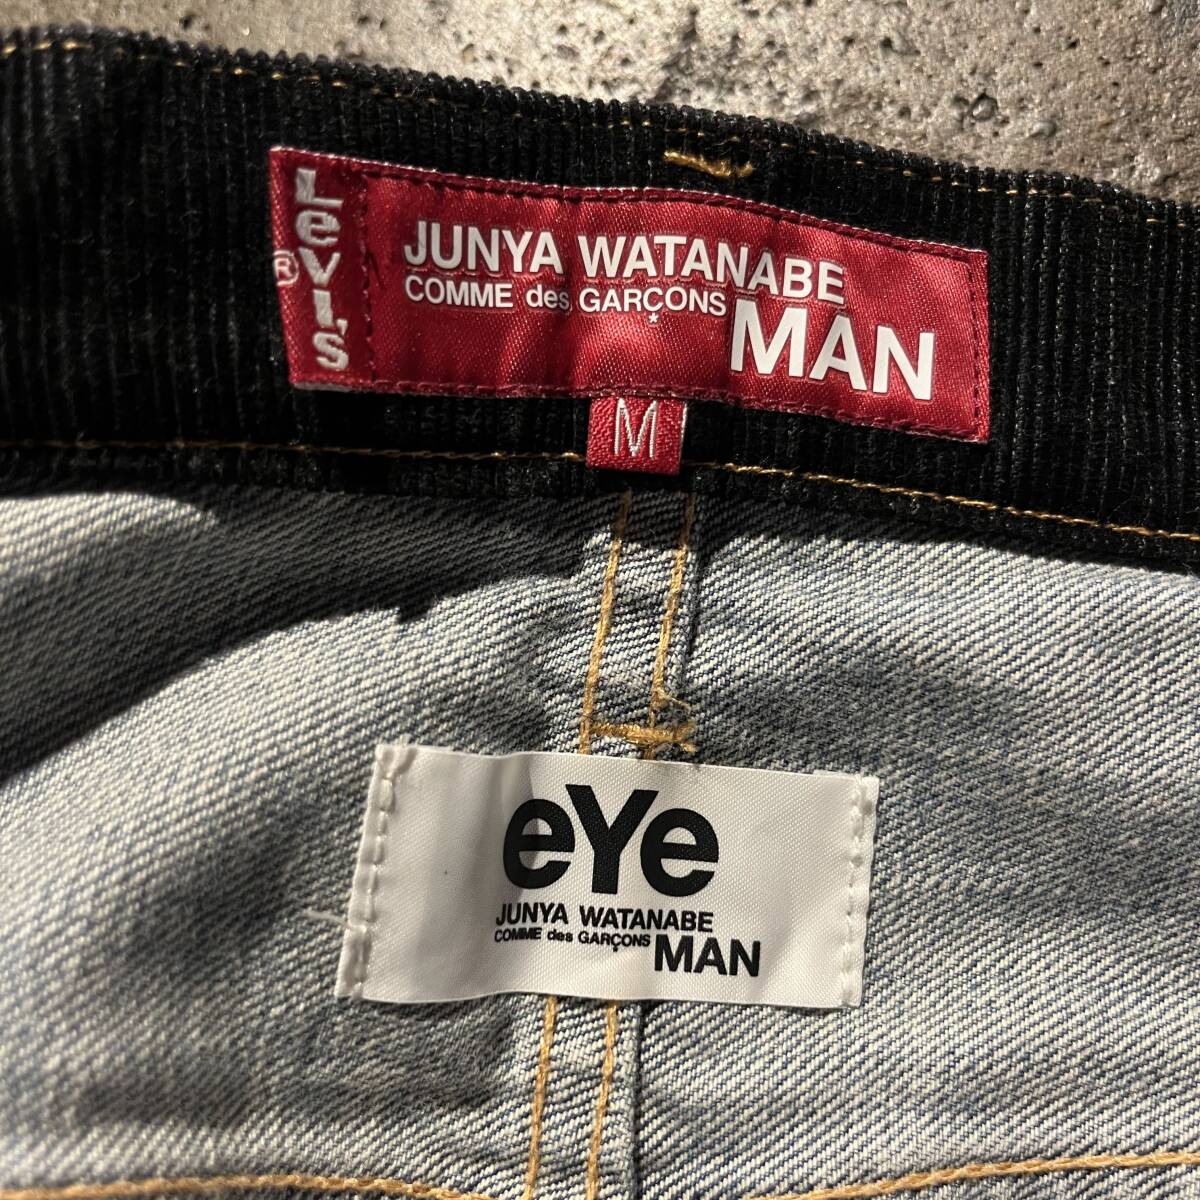 Levi's
®
JUNYA WATANABE
COMME des GARÇONS
MAN
M
eYe
JUNYA WATANABE
COMME des GARÇONS
MAN